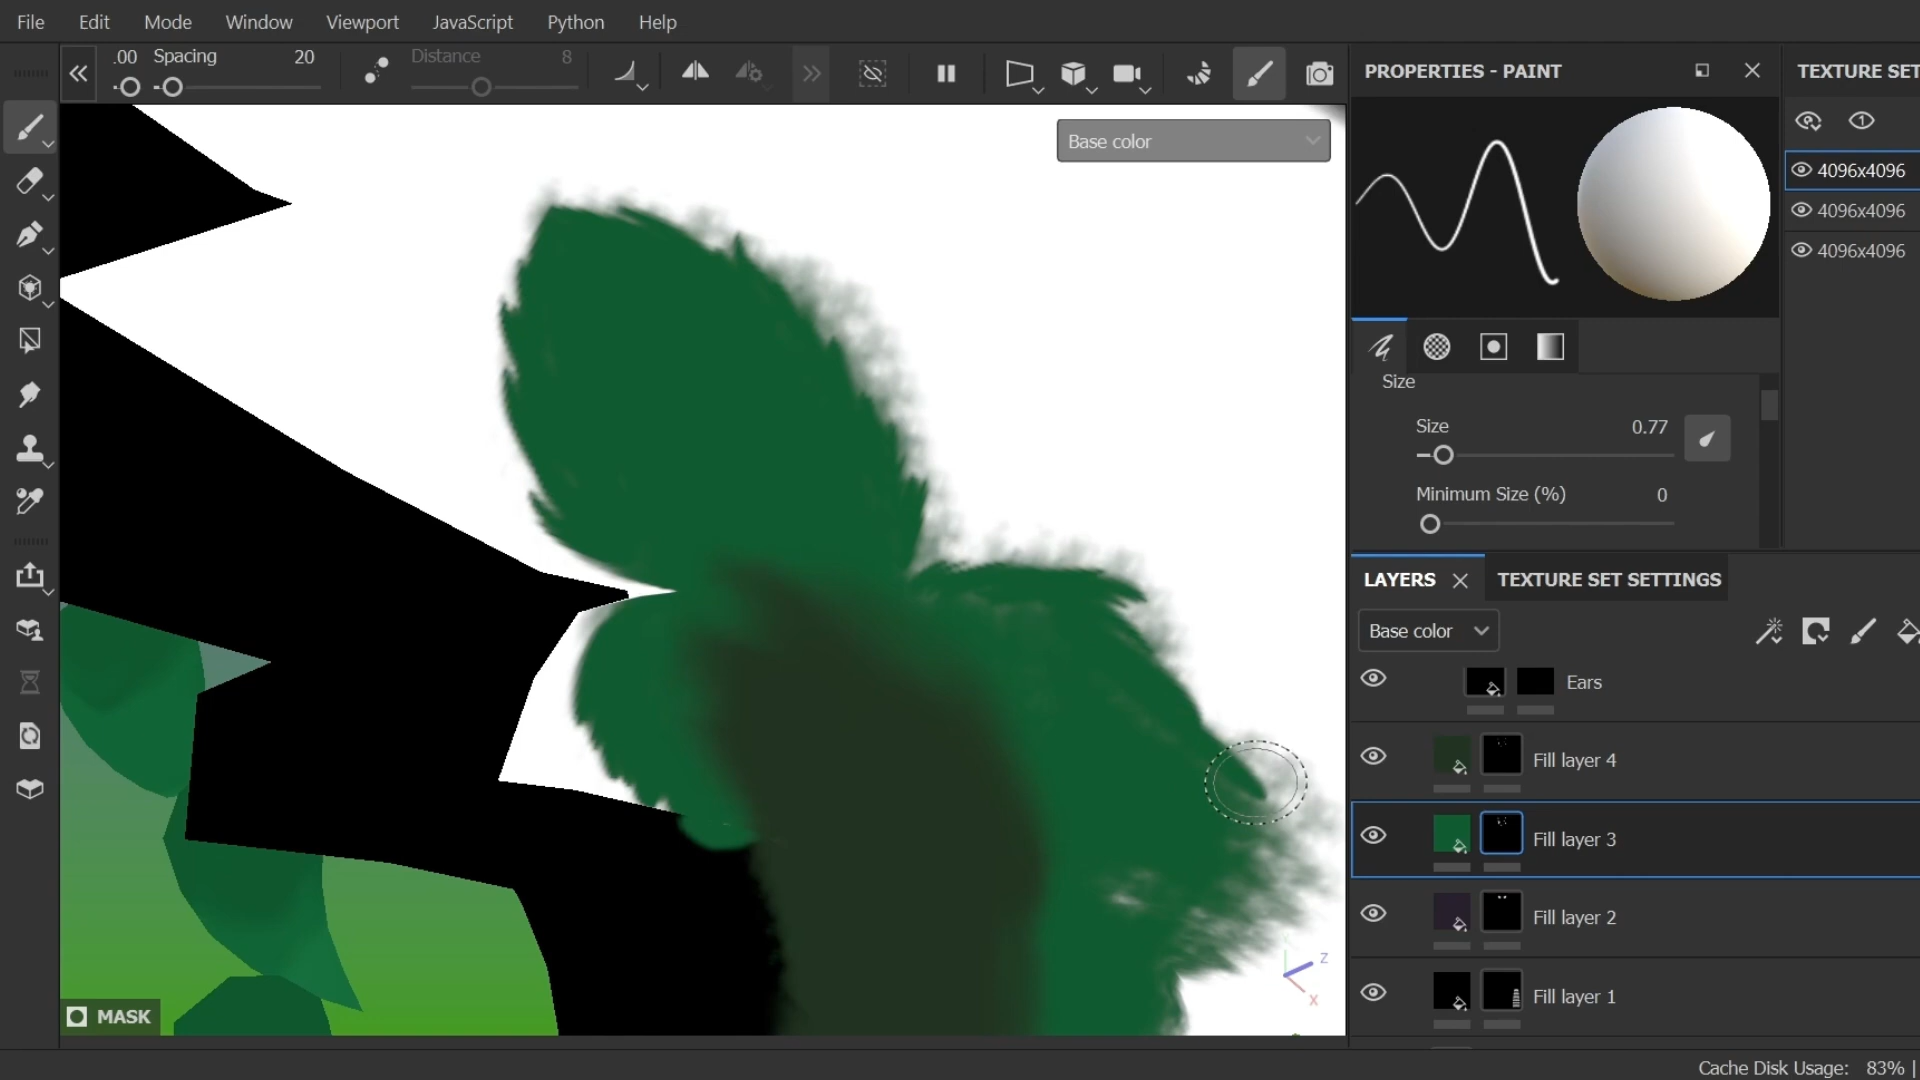 File Edit Mode Window Viewport JavaScript Python Help
.00 Spacing 20 Distance 8
PROPERTIES - PAINT
TEXTURE SET
Base color
4096x4096
4096x4096
4096x4096
Size
Size 0.77
Minimum Size (%) 0
LAYERS
TEXTURE SET SETTINGS
Base color
Ears
Fill layer 4
Fill layer 3
Fill layer 2
Fill layer 1
Z
X
MASK
Cache Disk Usage: 83% |